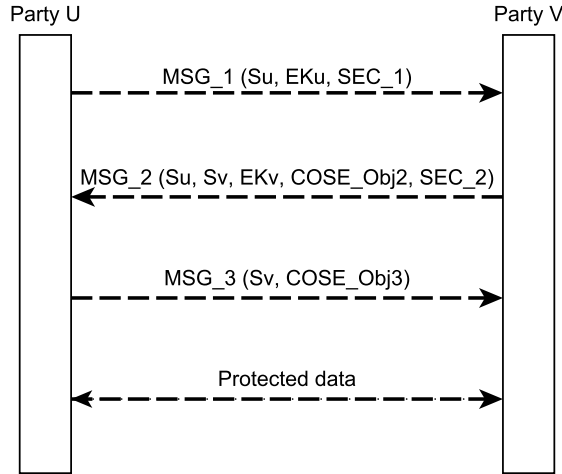 Party U
Party V
MSG_1 (Su, EKu, SEC_1)
MSG_2 (Su, Sv, EKv, COSE_Obj2, SEC_2)
MSG_3 (Sv, COSE_Obj3)
Protected data